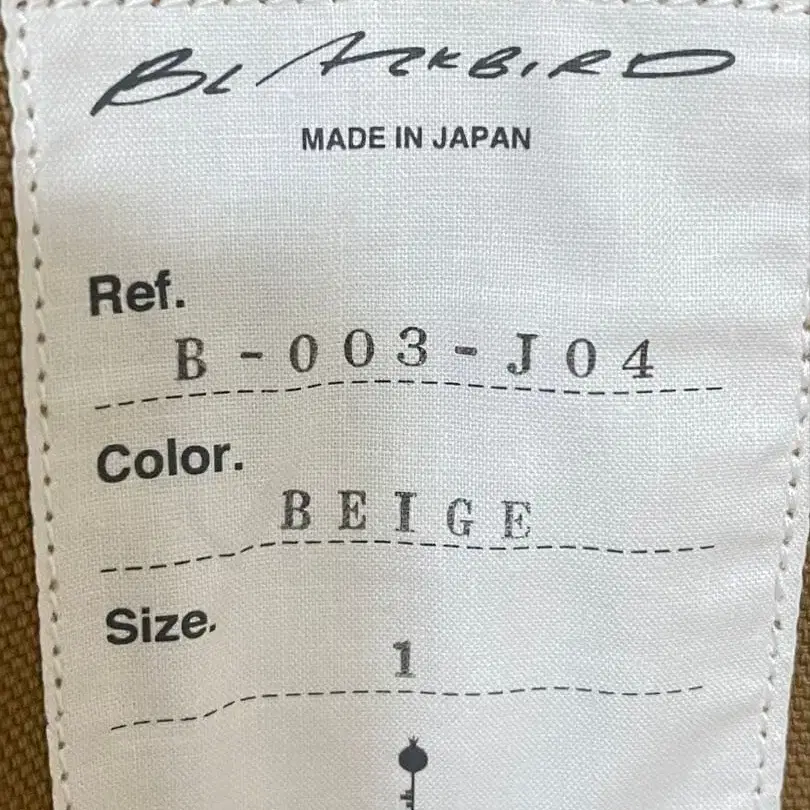 BLACKBIRD
MADE IN JAPAN
Ref.
B-003-J04
Color.
BEIGE
Size.
1